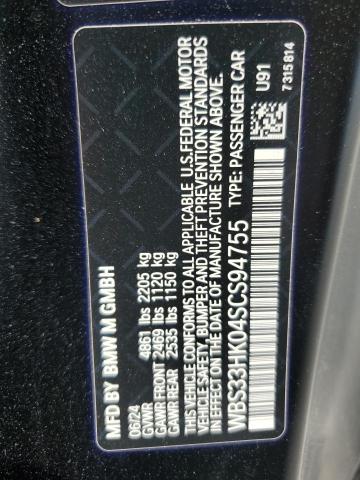 MFD BY BMW M GMBH
06/24
GVWR 4861 lbs 2205 kg
GAWR FRONT 2469 lbs 1120 kg
GAWR REAR 2535 lbs 1150 kg
THIS VEHICLE CONFORMS TO ALL APPLICABLE U.S. FEDERAL MOTOR
VEHICLE SAFETY, BUMPER AND THEFT PREVENTION STANDARDS
IN EFFECT ON THE DATE OF MANUFACTURE SHOWN ABOVE.
WBS33HK04SCS94755 TYPE: PASSENGER CAR
U91
7315814